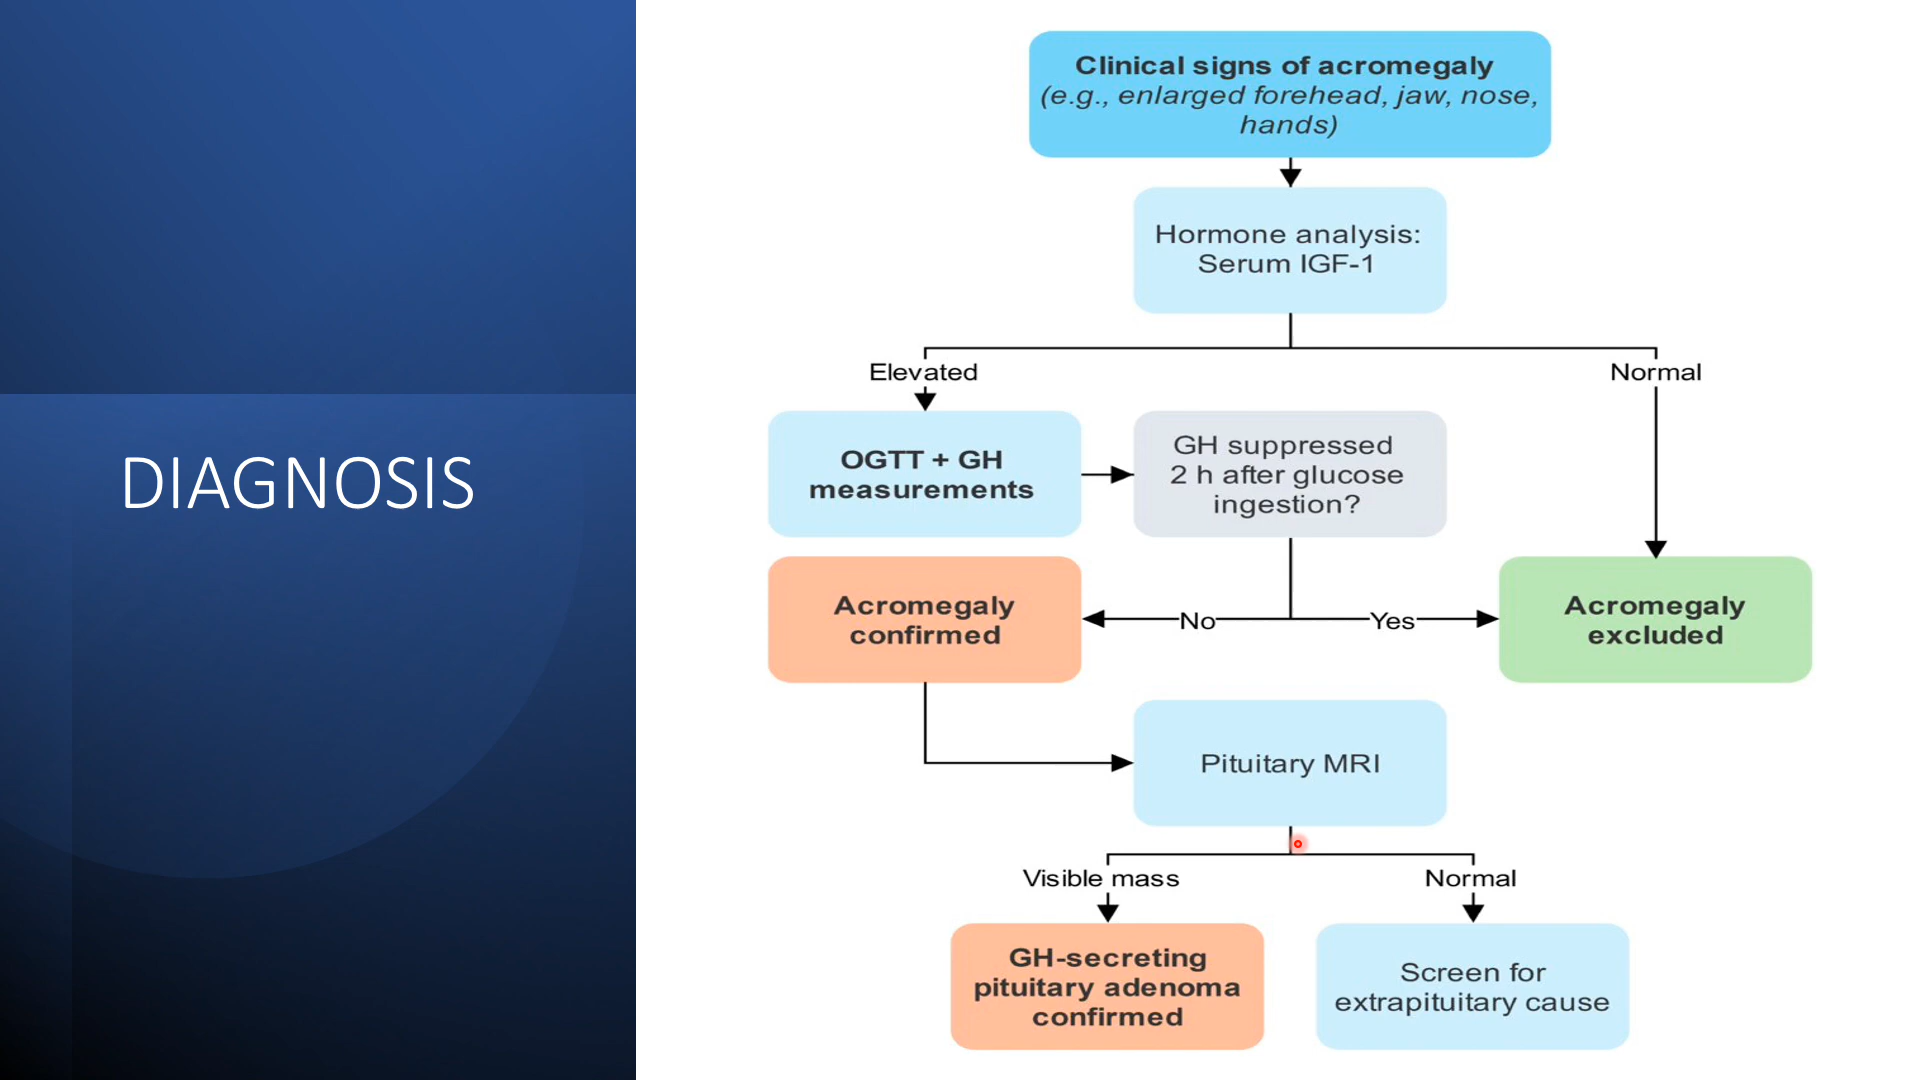 DIAGNOSIS
Clinical signs of acromegaly
(e.g., enlarged forehead, jaw, nose,
hands)
Hormone analysis:
Serum IGF-1
Elevated
Normal
OGTT + GH
measurements
GH suppressed
2 h after glucose
ingestion?
Acromegaly
confirmed
No
Yes
Acromegaly
excluded
Pituitary MRI
Visible mass
Normal
GH-secreting
pituitary adenoma
confirmed
Screen for
extrapituitary cause